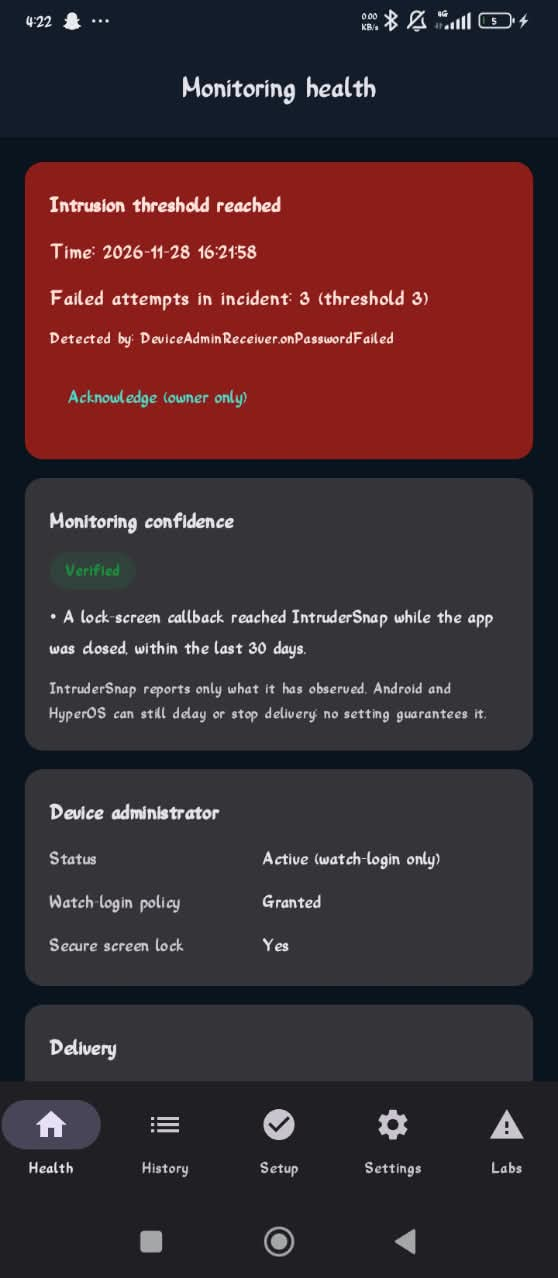 4:22
0.00
KB/s
4G
5
Monitoring health
Intrusion threshold reached
Time: 2026-11-28 16:21:58
Failed attempts in incident: 3 (threshold 3)
Detected by: DeviceAdminReceiver.onPasswordFailed
Acknowledge (owner only)
Monitoring confidence
Verified
• A lock-screen callback reached IntruderSnap while the app
was closed, within the last 30 days.
IntruderSnap reports only what it has observed. Android and
HyperOS can still delay or stop delivery; no setting guarantees it.
Device administrator
Status Active (watch-login only)
Watch-login policy Granted
Secure screen lock Yes
Delivery
Health History Setup Settings Labs